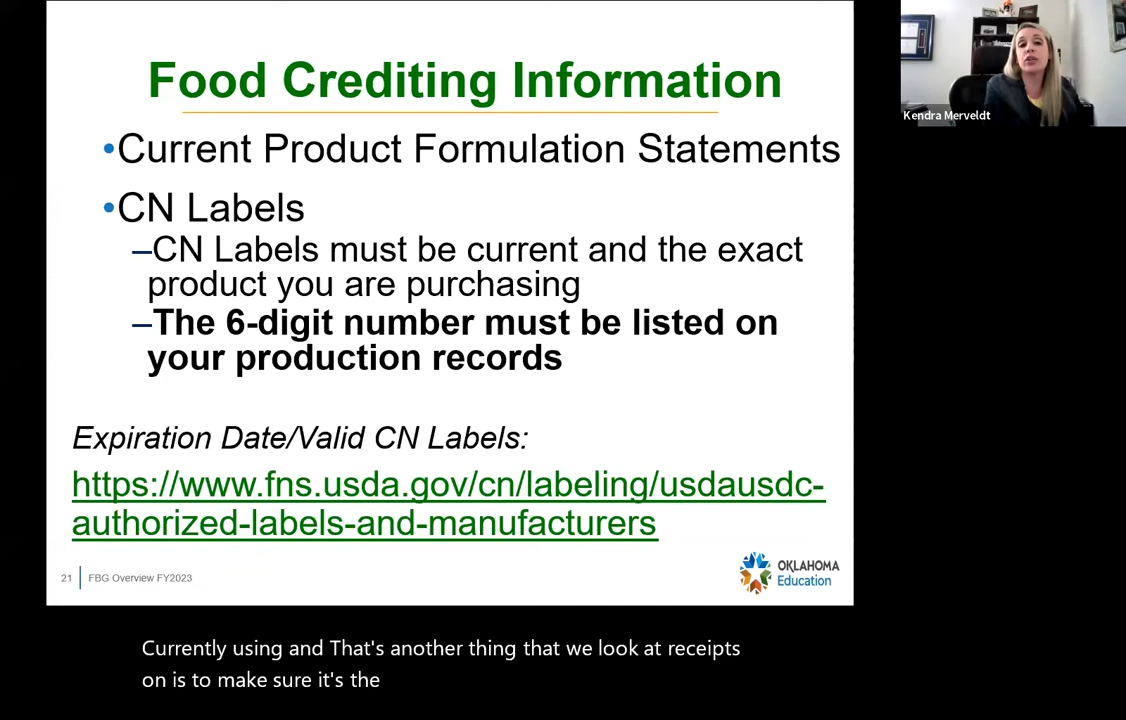 Food Crediting Information
•Current Product Formulation Statements
•CN Labels
–CN Labels must be current and the exact
product you are purchasing
–The 6-digit number must be listed on
your production records
Expiration Date/Valid CN Labels:
https://www.fns.usda.gov/cn/labeling/usdausdc-
authorized-labels-and-manufacturers
21 FBG Overview FY2023
OKLAHOMA
Education
Kendra Merveldt
Currently using and That's another thing that we look at receipts
on is to make sure it's the